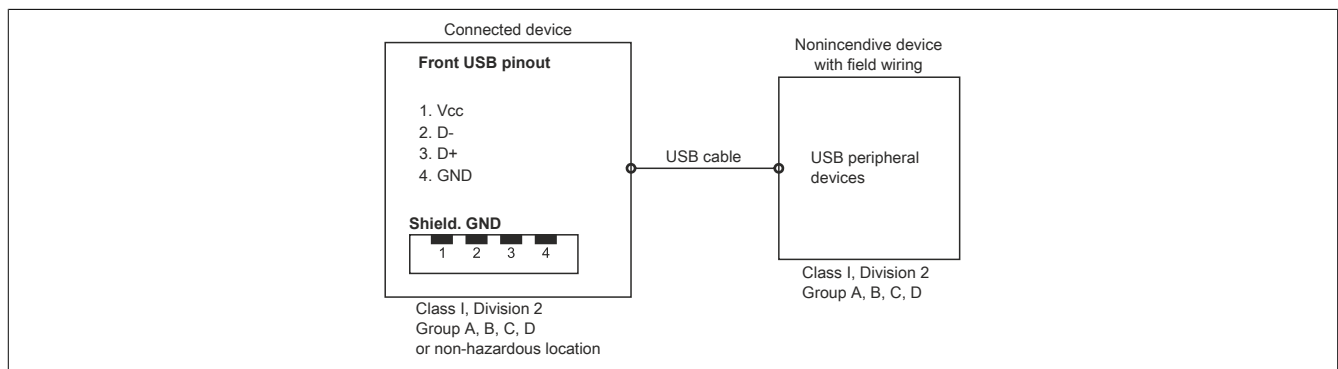 Connected device
Front USB pinout
1. Vcc
2. D-
3. D+
4. GND
Shield. GND
1 2 3 4
Class I, Division 2
Group A, B, C, D
or non-hazardous location
USB cable
Nonincendive device
with field wiring
USB peripheral
devices
Class I, Division 2
Group A, B, C, D